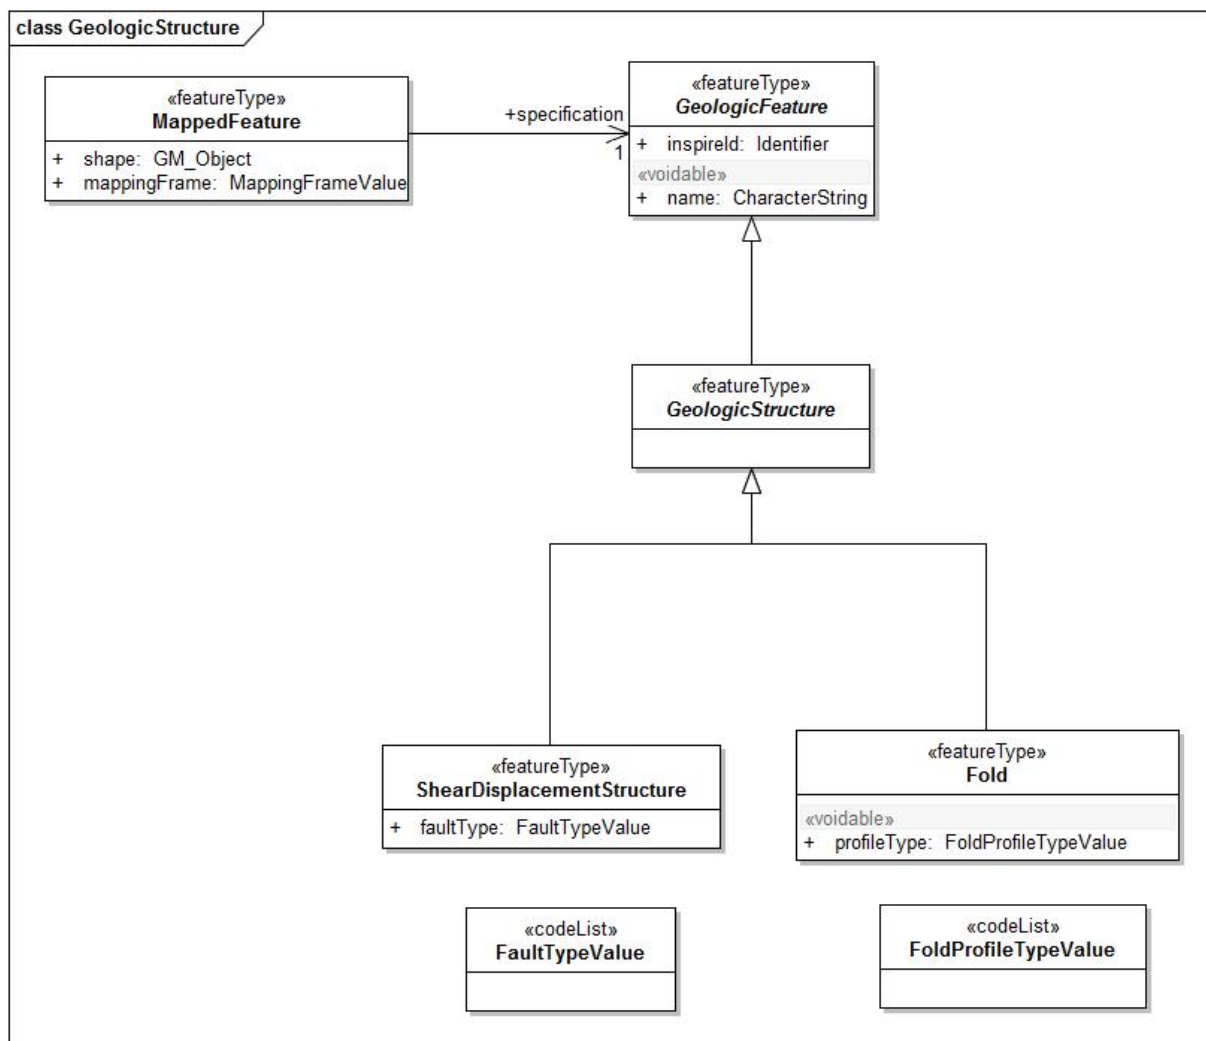 class GeologicStructure
«featureType»
MappedFeature
+ shape: GM_Object
+ mappingFrame: MappingFrameValue
+specification
1
«featureType»
GeologicFeature
+ inspireId: Identifier
«voidable»
+ name: CharacterString
«featureType»
GeologicStructure
«featureType»
ShearDisplacementStructure
+ faultType: FaultTypeValue
«featureType»
Fold
«voidable»
+ profileType: FoldProfileTypeValue
«codeList»
FaultTypeValue
«codeList»
FoldProfileTypeValue